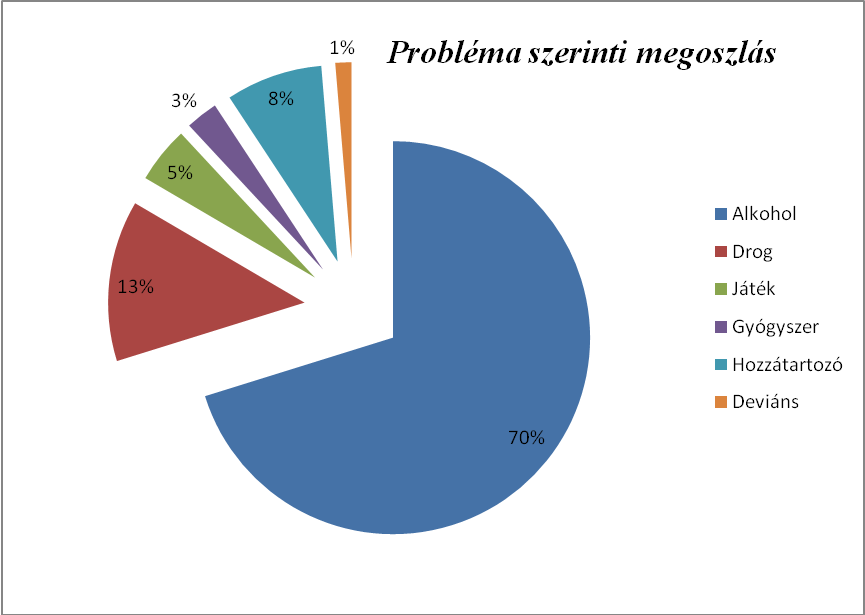 Probléma szerinti megoszlás
1%
8%
3%
5%
13%
70%
Alkohol
Drog
Játék
Gyógyszer
Hozzátartozó
Deviáns